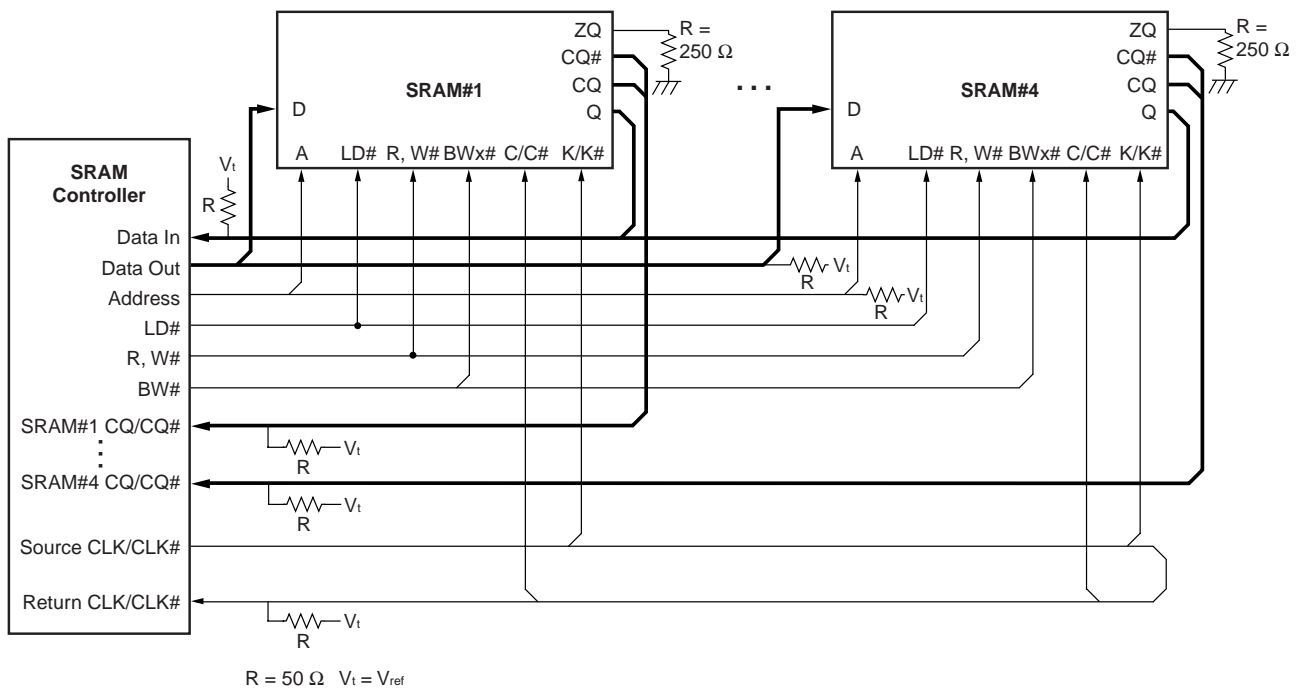 ZQ
CQ#
CQ
Q
R =
250 Ω
SRAM#1
D
A LD# R, W# BWx# C/C# K/K#
. . .
ZQ
CQ#
CQ
Q
R =
250 Ω
SRAM#4
D
A LD# R, W# BWx# C/C# K/K#
SRAM
Controller
Vt
R
Data In
Data Out
R Vt
Address
R Vt
LD#
R, W#
BW#
SRAM#1 CQ/CQ#
R Vt
SRAM#4 CQ/CQ#
R Vt
Source CLK/CLK#
Return CLK/CLK#
R Vt
R = 50 Ω Vt = Vref